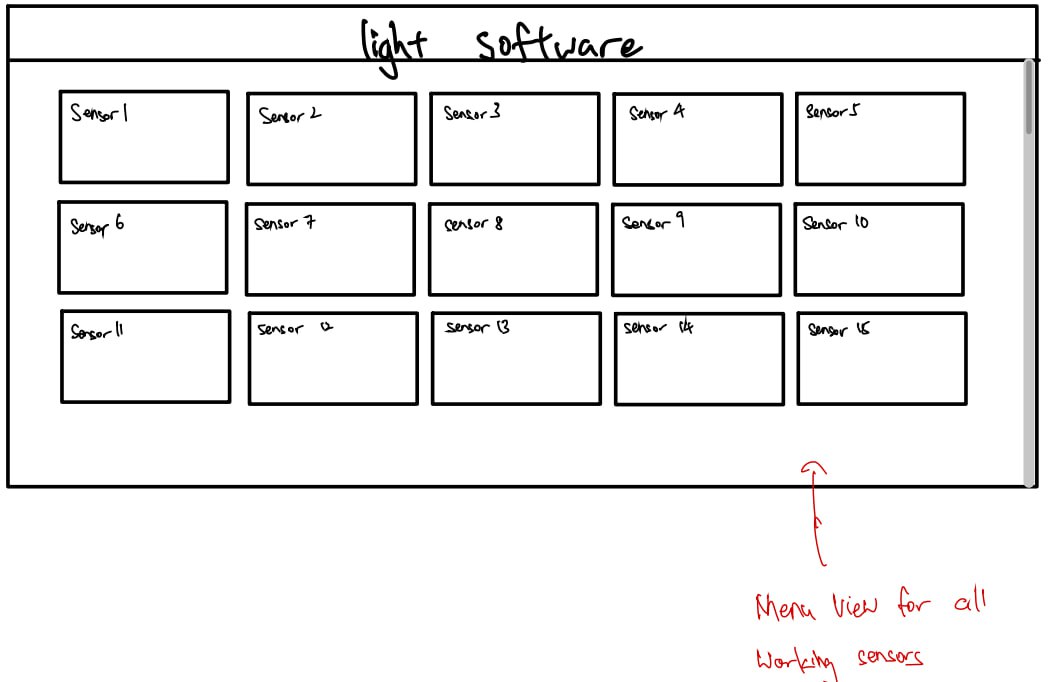 light software
Sensor 1 Sensor 2 Sensor 3 Sensor 4 Sensor 5
Sensor 6 Sensor 7 sensor 8 Sensor 9 Sensor 10
Sensor 11 sensor 12 sensor 13 sensor 14 Sensor 15
Menu View for all
Working sensors